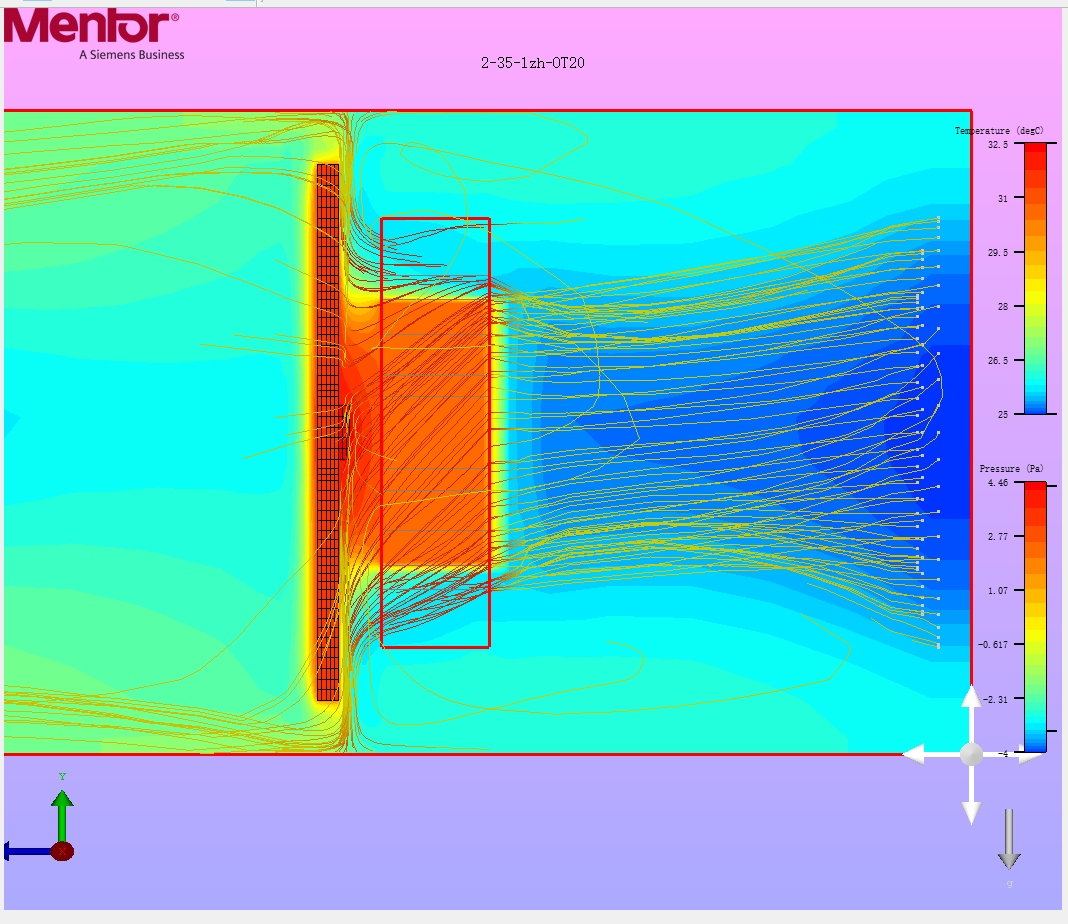 Mentor®
A Siemens Business
2-35-1zh-OT20
Temperature (degC)
32.5
31
29.5
28
26.5
25
Pressure (Pa)
4.46
2.77
1.07
-0.617
-2.31
-4
Y
X
g